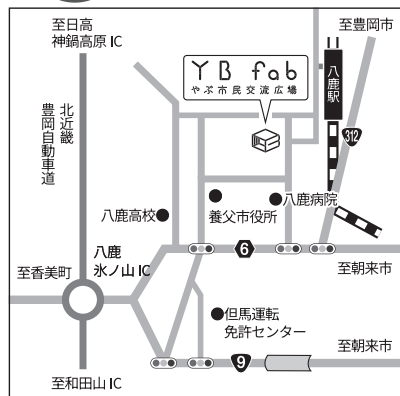 至日高
神鍋高原IC
至豊岡市
YB fab
やぶ市民交流広場
八鹿駅
北近畿
豊岡自動車道
312
八鹿高校
養父市役所
八鹿病院
八鹿
氷ノ山IC
6
至香美町
至朝来市
但馬運転
免許センター
9
至朝来市
至和田山IC